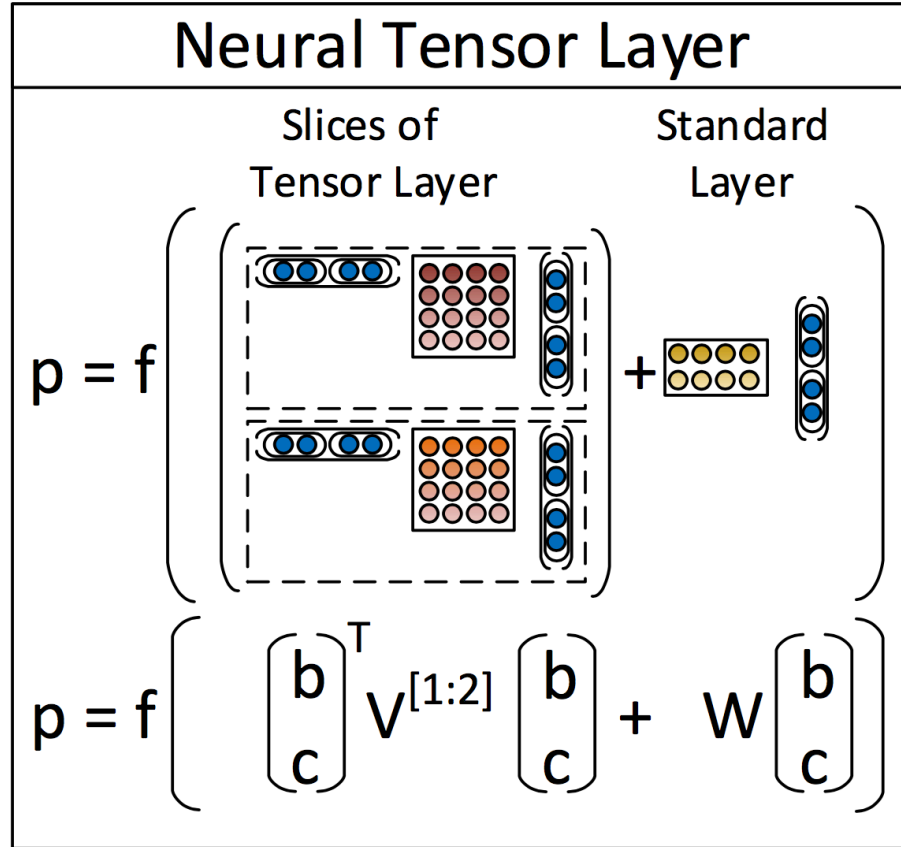 Neural Tensor Layer
Slices of Tensor Layer
Standard Layer
p = f ( ( ) + )
p = f ( (b c)^T V^[1:2] (b c) + W (b c) )